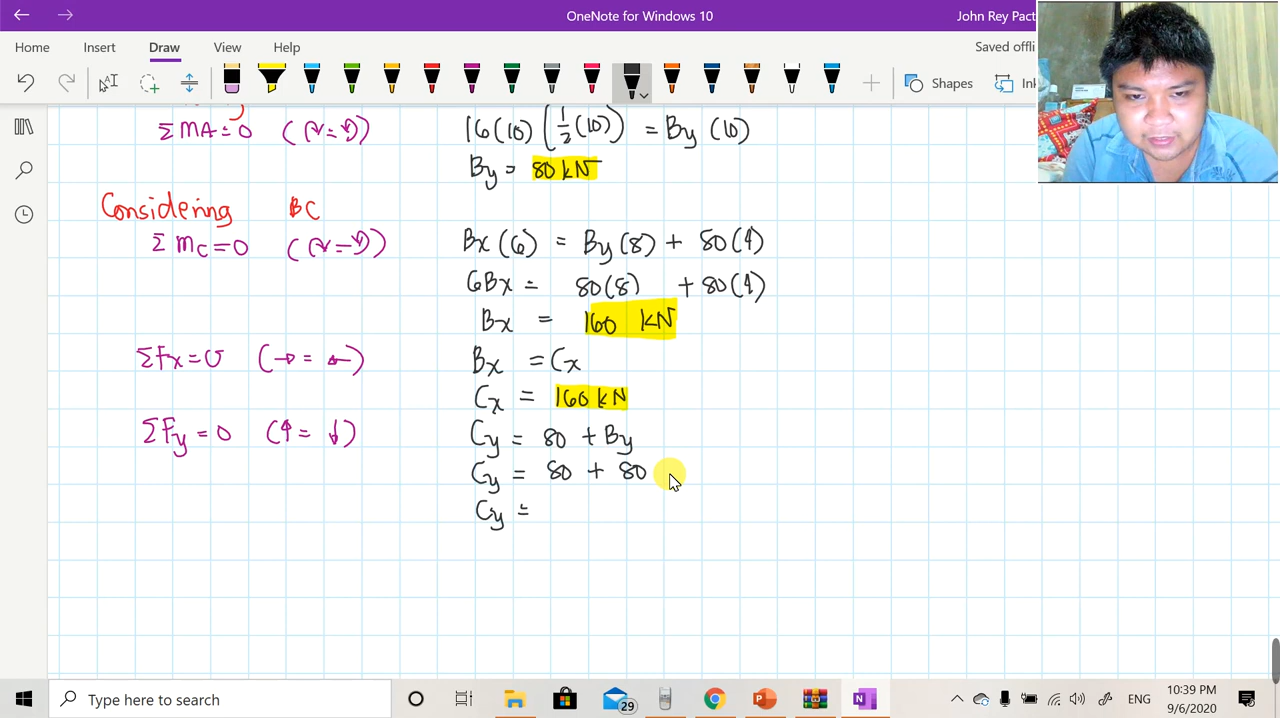 OneNote for Windows 10
John Rey Pact
Home Insert Draw View Help
Saved offli
Shapes
Ink
ΣMA=0 (↷=↶)
16(10) (1/2(10)) = By (10)
By = 80 kN
Considering BC
ΣMC=0 (↷=↶)
Bx(6) = By(8) + 80(4)
6Bx = 80(8) +80(4)
Bx = 160 kN
ΣFx=0 (→=←)
Bx = Cx
Cx = 160 kN
ΣFy=0 (↑=↓)
Cy = 80 + By
Cy = 80 + 80
Cy =
Type here to search
29
ENG
10:39 PM
9/6/2020